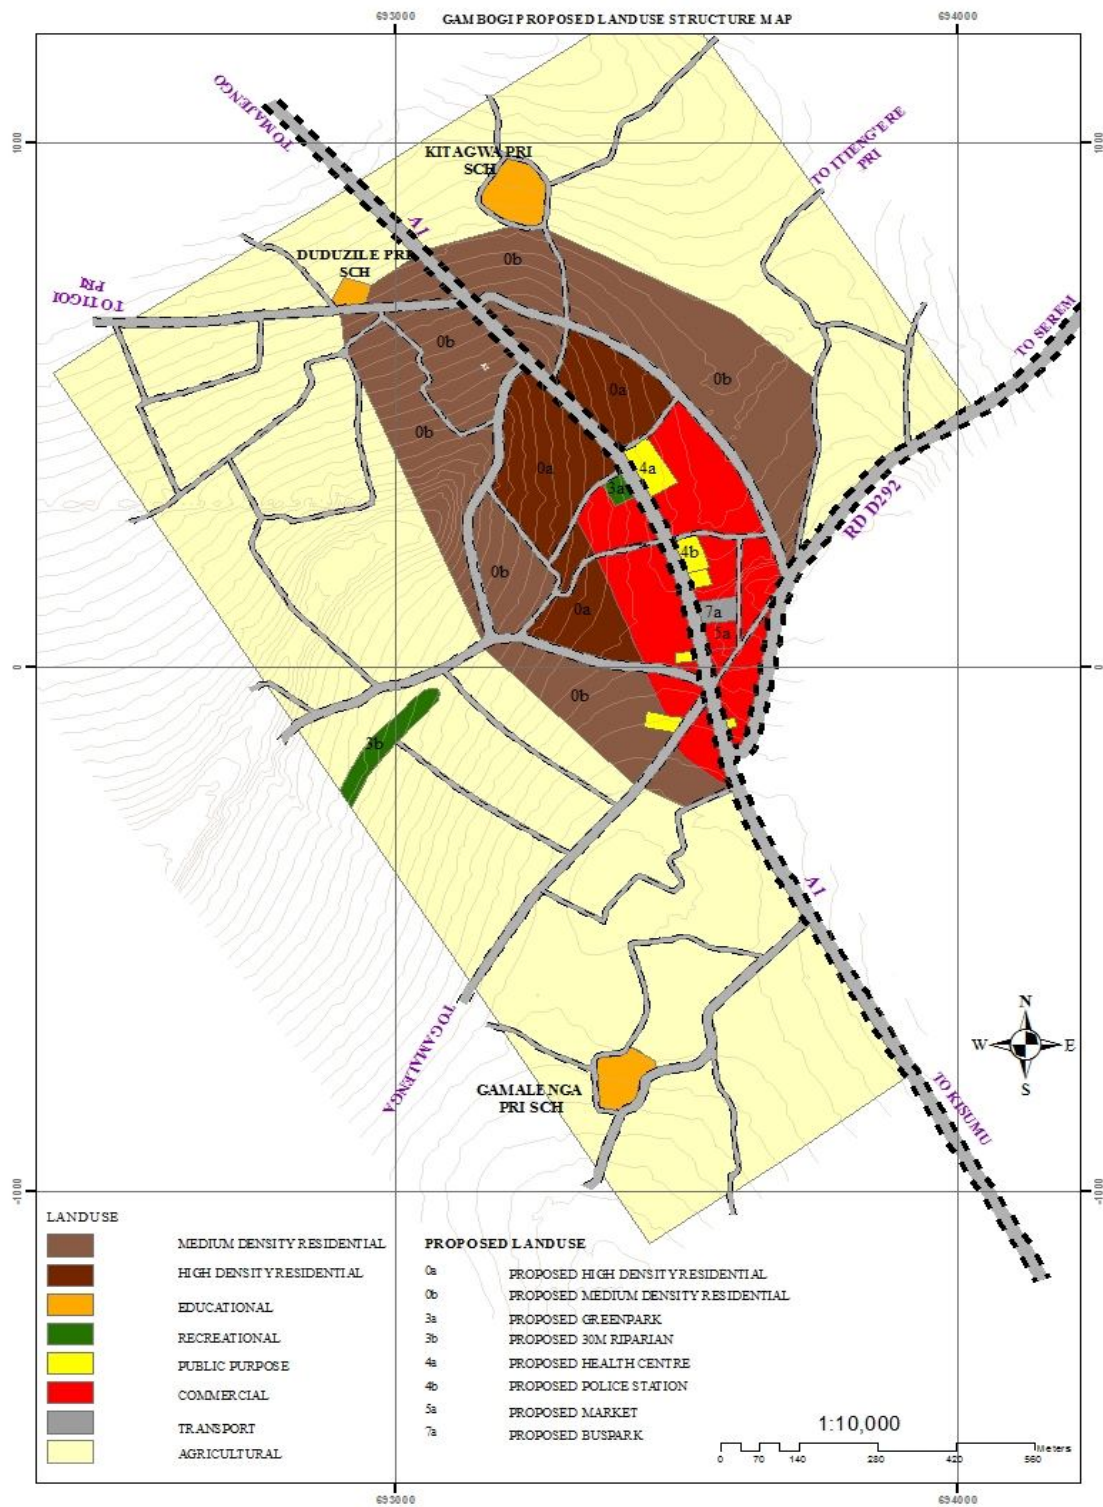 693000
694000
GAMBOGI PROPOSED LANDUSE STRUCTURE MAP
TO MAJENGO
1000
1000
KITAGWA PRI
SCH
TO ITIENG'ERE
PRI
A1
DUDUZILE PRI
SCH
0b
TO TIGOI
PRI
TO SEREM
0b
0b
0a
0b
0a
4a
3a
RD D292
4b
0b
0a
7a
5a
0
0
0b
3b
A1
TO GAMALENGA
N
W
E
S
GAMALENGA
PRI SCH
TO KISUMU
-1000
-1000
LANDUSE
MEDIUM DENSITY RESIDENTIAL
HIGH DENSITY RESIDENTIAL
EDUCATIONAL
RECREATIONAL
PUBLIC PURPOSE
COMMERCIAL
TRANSPORT
AGRICULTURAL
PROPOSED LANDUSE
0a PROPOSED HIGH DENSITY RESIDENTIAL
0b PROPOSED MEDIUM DENSITY RESIDENTIAL
3a PROPOSED GREENPARK
3b PROPOSED 30M RIPARIAN
4a PROPOSED HEALTH CENTRE
4b PROPOSED POLICE STATION
5a PROPOSED MARKET
7a PROPOSED BUSPARK
1:10,000
Meters
0 70 140 280 420 560
693000
694000